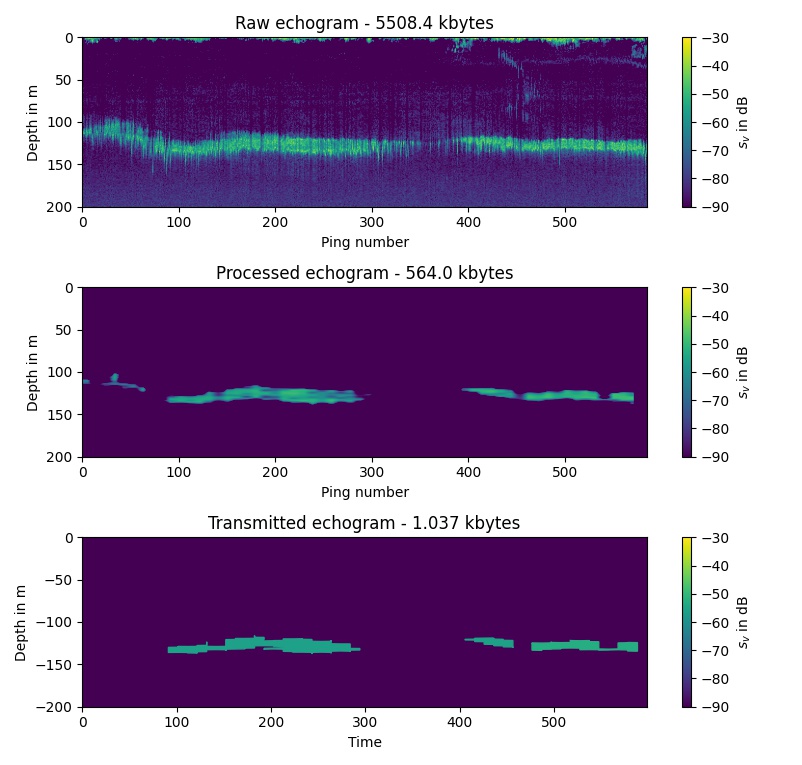 Raw echogram - 5508.4 kbytes
0
50
100
150
200
Depth in m
0 100 200 300 400 500
Ping number
−30
−40
−50
−60
−70
−80
−90
sv in dB
Processed echogram - 564.0 kbytes
0
50
100
150
200
Depth in m
0 100 200 300 400 500
Ping number
−30
−40
−50
−60
−70
−80
−90
sv in dB
Transmitted echogram - 1.037 kbytes
0
−50
−100
−150
−200
Depth in m
0 100 200 300 400 500
Time
−30
−40
−50
−60
−70
−80
−90
sv in dB